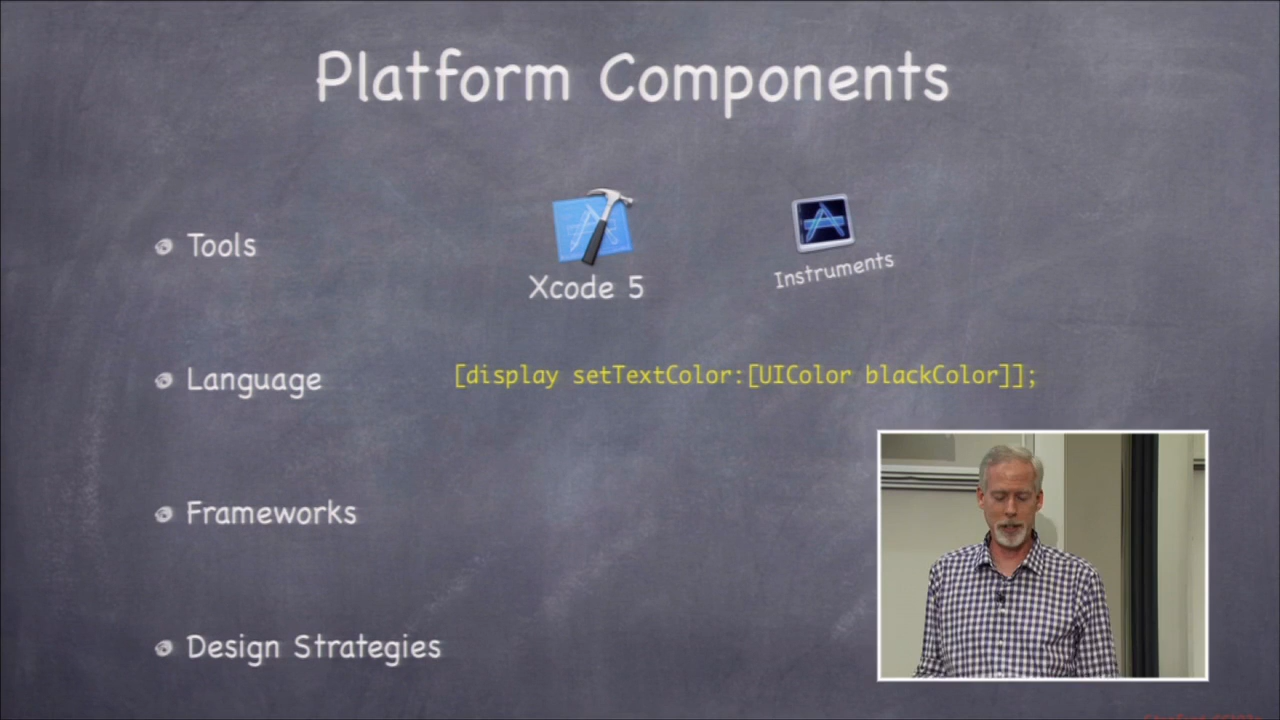 Platform Components
Tools
Xcode 5
Instruments
Language
[display setTextColor:[UIColor blackColor]];
Frameworks
Design Strategies